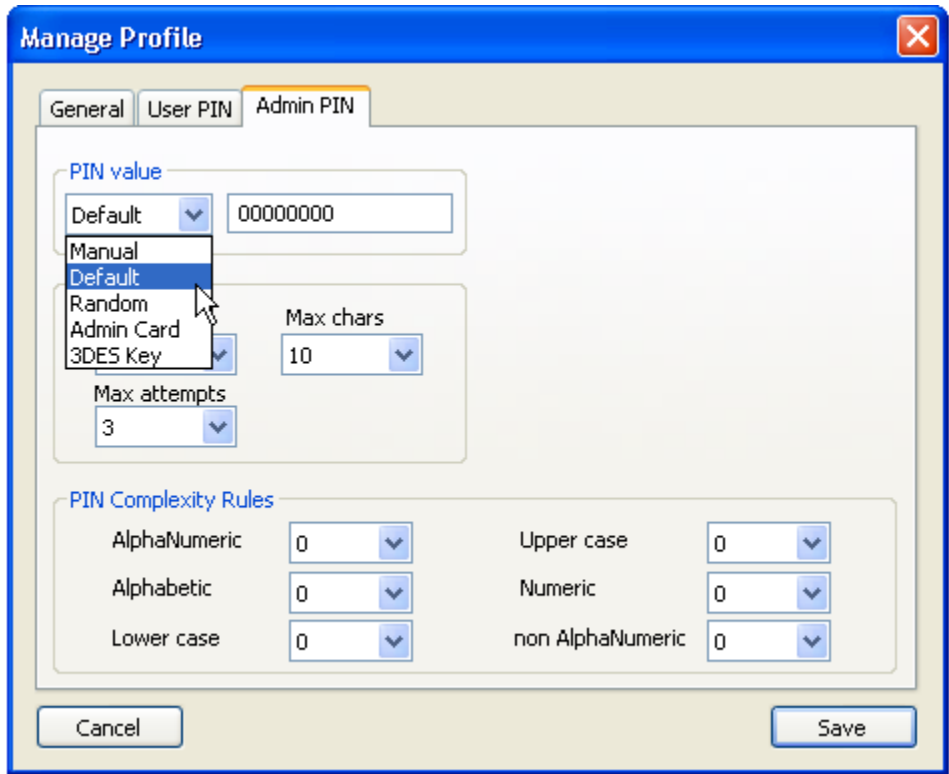 Manage Profile
General User PIN Admin PIN
PIN value
Default 00000000
Manual
Default
Random
Admin Card
3DES Key
Max chars
10
Max attempts
3
PIN Complexity Rules
AlphaNumeric 0 Upper case 0
Alphabetic 0 Numeric 0
Lower case 0 non AlphaNumeric 0
Cancel Save